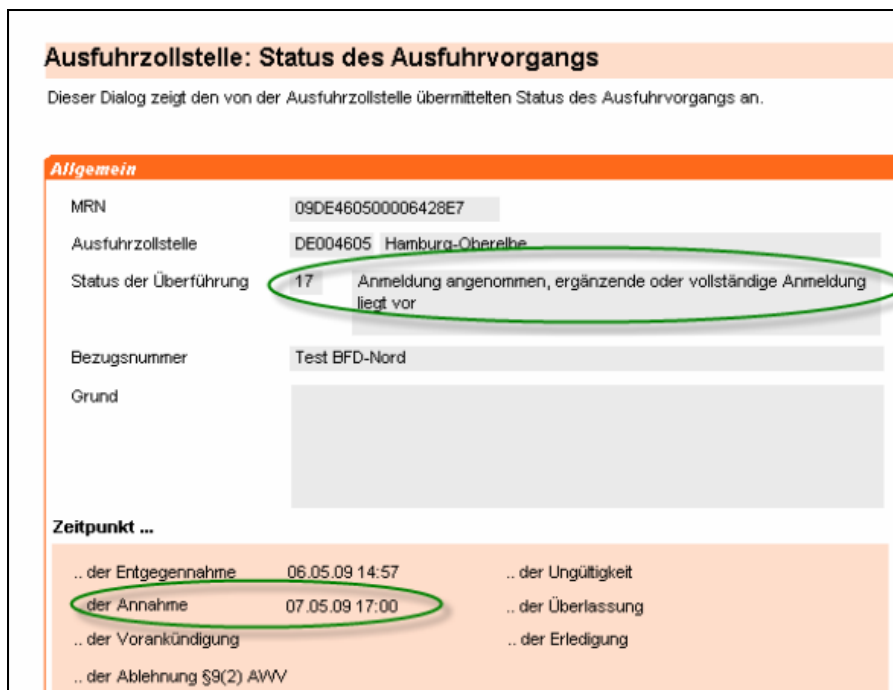 Ausfuhrzollstelle: Status des Ausfuhrvorgangs
Dieser Dialog zeigt den von der Ausfuhrzollstelle übermittelten Status des Ausfuhrvorgangs an.
Allgemein
MRN 09DE460500006428E7
Ausfuhrzollstelle DE004605 Hamburg-Oberelbe
Status der Überführung 17 Anmeldung angenommen, ergänzende oder vollständige Anmeldung
liegt vor
Bezugsnummer Test BFD-Nord
Grund
Zeitpunkt ...
.. der Entgegennahme 06.05.09 14:57 .. der Ungültigkeit
.. der Annahme 07.05.09 17:00 .. der Überlassung
.. der Vorankündigung .. der Erledigung
.. der Ablehnung §9(2) AWV